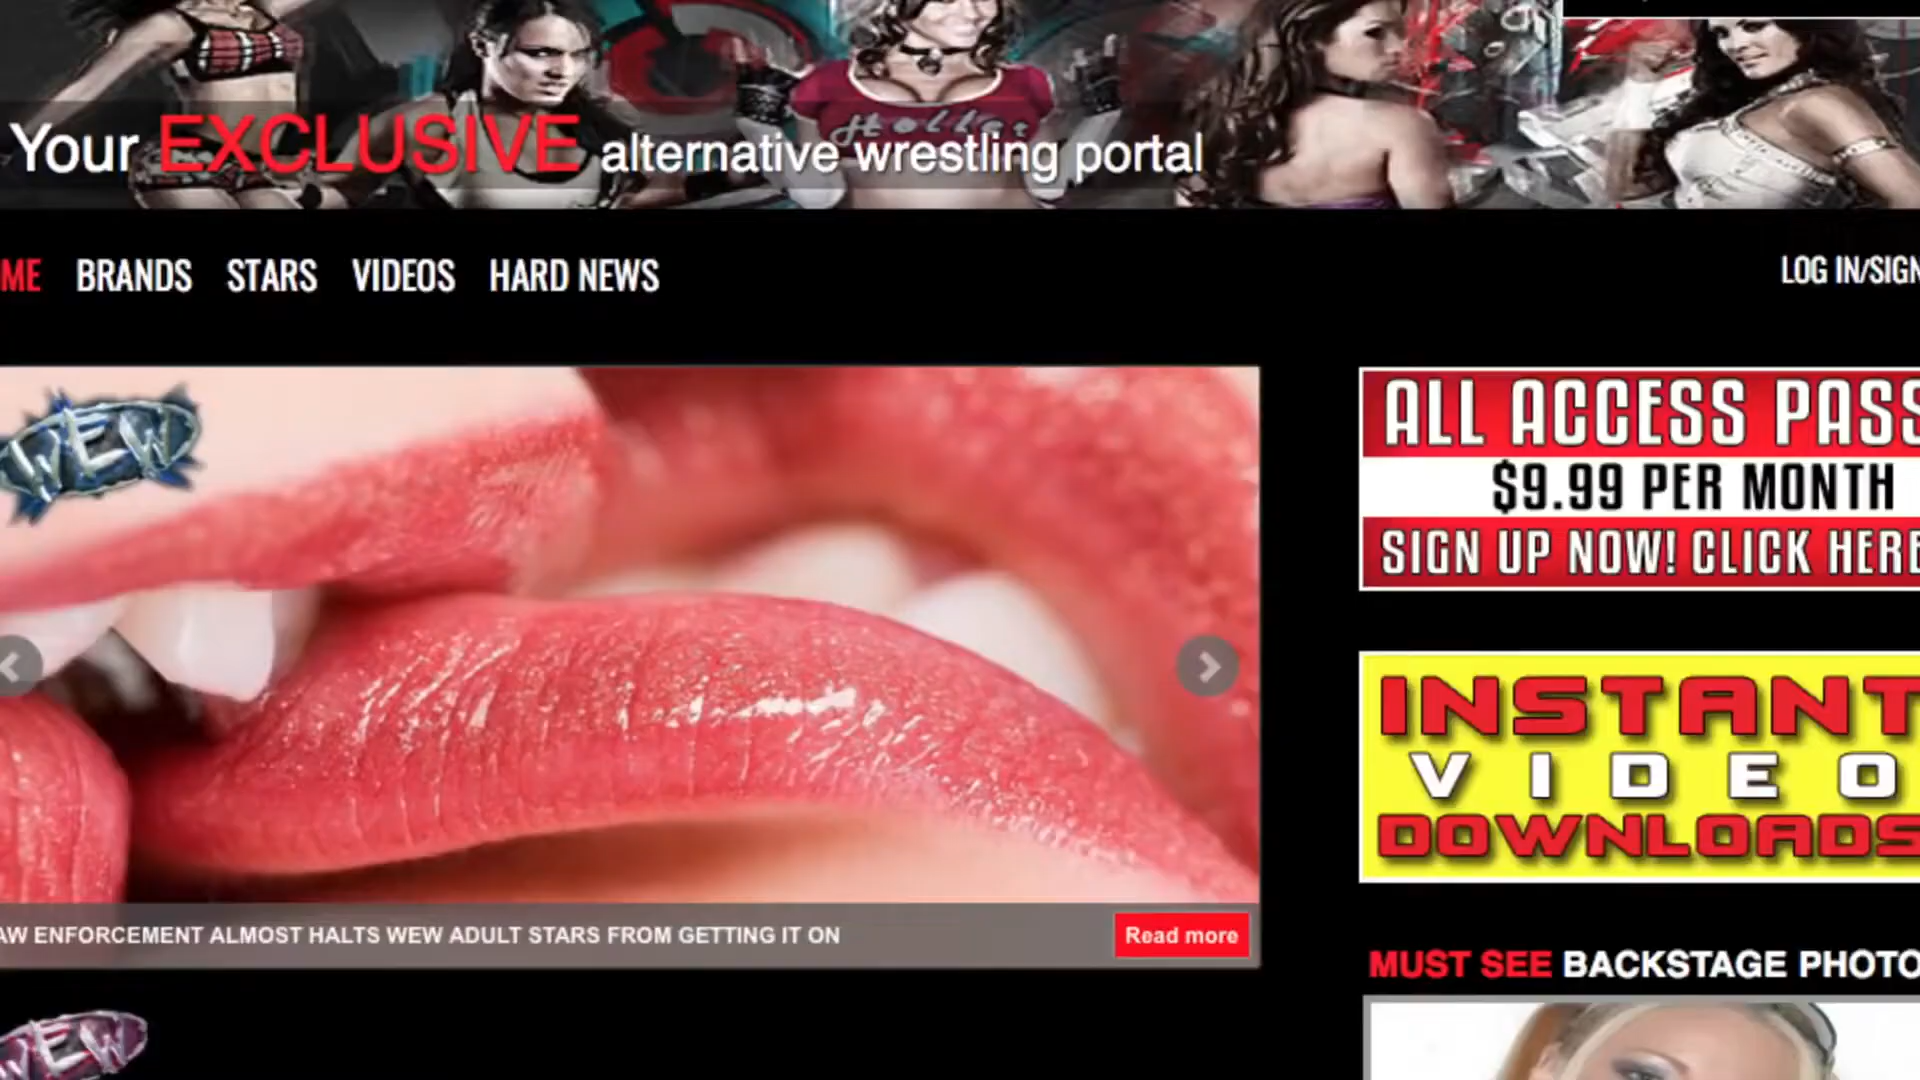 Holler
Your EXCLUSIVE alternative wrestling portal
ME BRANDS STARS VIDEOS HARD NEWS
LOG IN/SIGN
WEW
ALL ACCESS PASS
$9.99 PER MONTH
SIGN UP NOW! CLICK HERE
INSTANT
VIDEO
DOWNLOADS
AW ENFORCEMENT ALMOST HALTS WEW ADULT STARS FROM GETTING IT ON
Read more
MUST SEE BACKSTAGE PHOTO
WEW